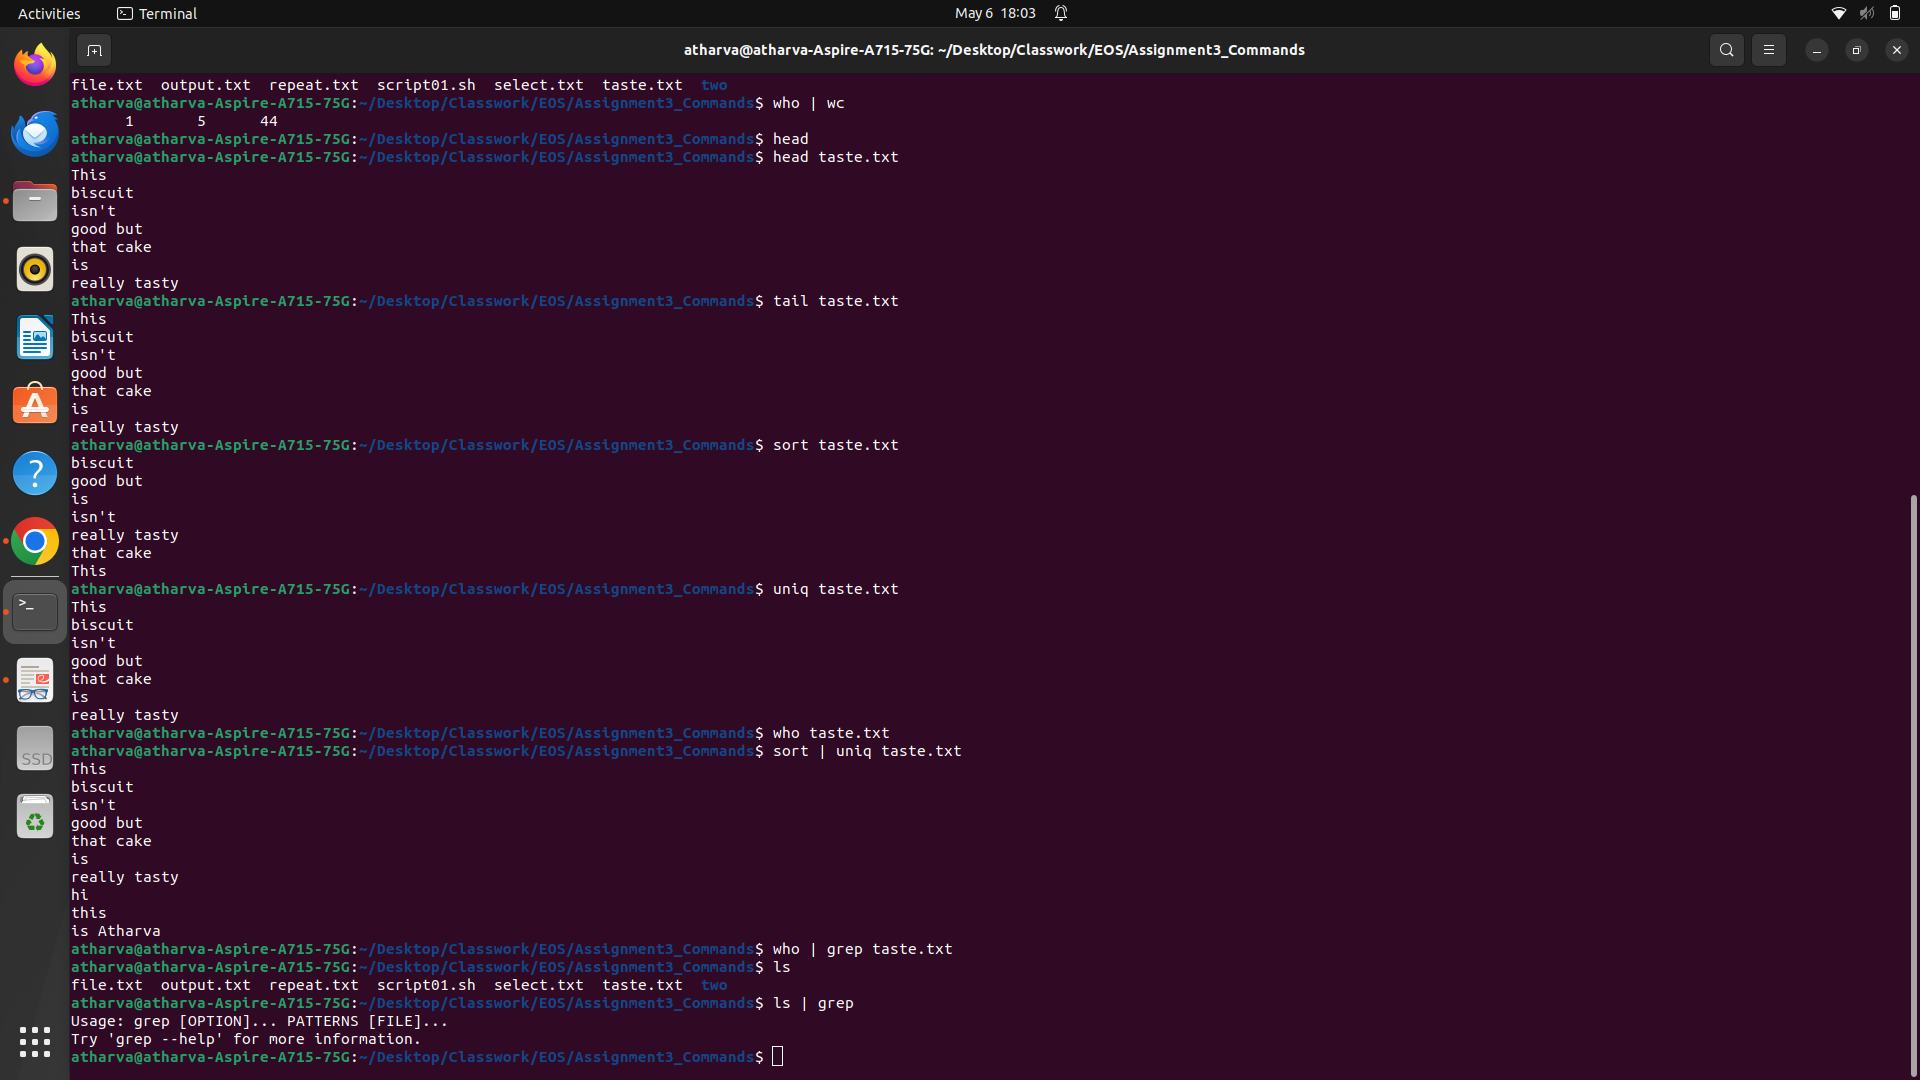 Activities Terminal May 6 18:03
atharva@atharva-Aspire-A715-75G: ~/Desktop/Classwork/EOS/Assignment3_Commands
file.txt output.txt repeat.txt script01.sh select.txt taste.txt two
atharva@atharva-Aspire-A715-75G:~/Desktop/Classwork/EOS/Assignment3_Commands$ who | wc
1 5 44
atharva@atharva-Aspire-A715-75G:~/Desktop/Classwork/EOS/Assignment3_Commands$ head
atharva@atharva-Aspire-A715-75G:~/Desktop/Classwork/EOS/Assignment3_Commands$ head taste.txt
This
biscuit
isn't
good but
that cake
is
really tasty
atharva@atharva-Aspire-A715-75G:~/Desktop/Classwork/EOS/Assignment3_Commands$ tail taste.txt
This
biscuit
isn't
good but
that cake
is
really tasty
atharva@atharva-Aspire-A715-75G:~/Desktop/Classwork/EOS/Assignment3_Commands$ sort taste.txt
biscuit
good but
is
isn't
really tasty
that cake
This
atharva@atharva-Aspire-A715-75G:~/Desktop/Classwork/EOS/Assignment3_Commands$ uniq taste.txt
This
biscuit
isn't
good but
that cake
is
really tasty
atharva@atharva-Aspire-A715-75G:~/Desktop/Classwork/EOS/Assignment3_Commands$ who taste.txt
atharva@atharva-Aspire-A715-75G:~/Desktop/Classwork/EOS/Assignment3_Commands$ sort | uniq taste.txt
This
biscuit
isn't
good but
that cake
is
really tasty
hi
this
is Atharva
atharva@atharva-Aspire-A715-75G:~/Desktop/Classwork/EOS/Assignment3_Commands$ who | grep taste.txt
atharva@atharva-Aspire-A715-75G:~/Desktop/Classwork/EOS/Assignment3_Commands$ ls
file.txt output.txt repeat.txt script01.sh select.txt taste.txt two
atharva@atharva-Aspire-A715-75G:~/Desktop/Classwork/EOS/Assignment3_Commands$ ls | grep
Usage: grep [OPTION]... PATTERNS [FILE]...
Try 'grep --help' for more information.
atharva@atharva-Aspire-A715-75G:~/Desktop/Classwork/EOS/Assignment3_Commands$
SSD